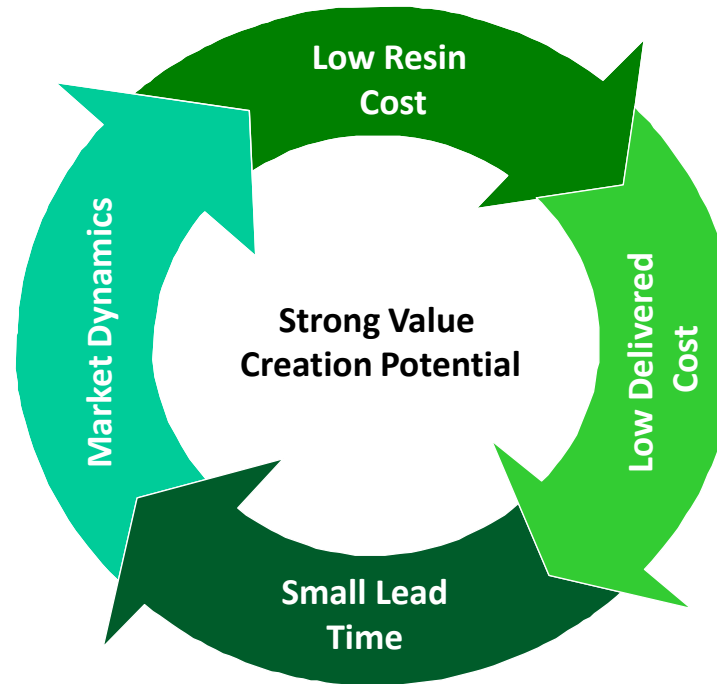 Low Resin
Cost
Low Delivered
Cost
Small Lead
Time
Market Dynamics
Strong Value
Creation Potential